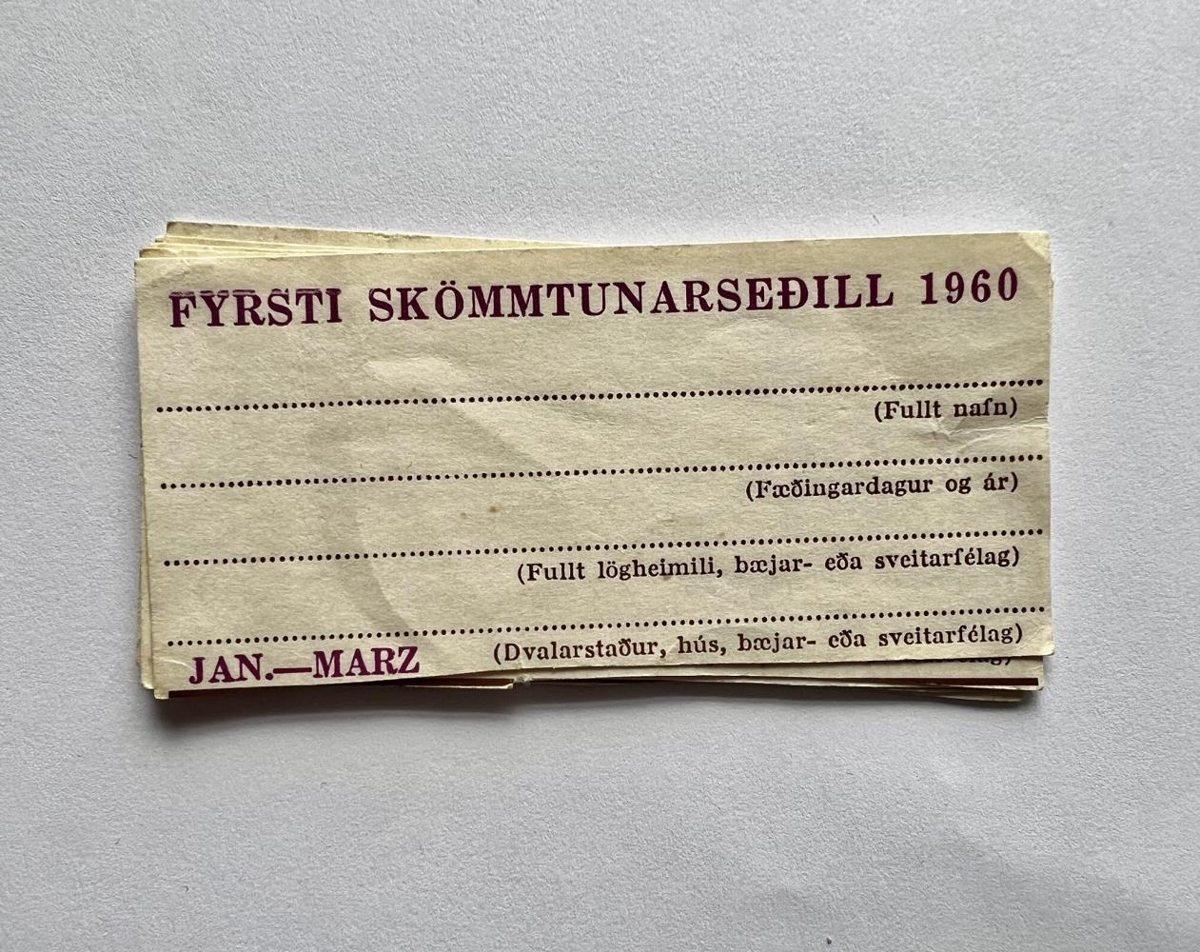 FYRSTI SKÖMMTUNARSEÐILL 1960
(Fullt nafn)
(Fæðingardagur og ár)
(Fullt lögheimili, bæjar- eða sveitarfélag)
(Dvalarstaður, hús, bæjar- eða sveitarfélag)
JAN.—MARZ